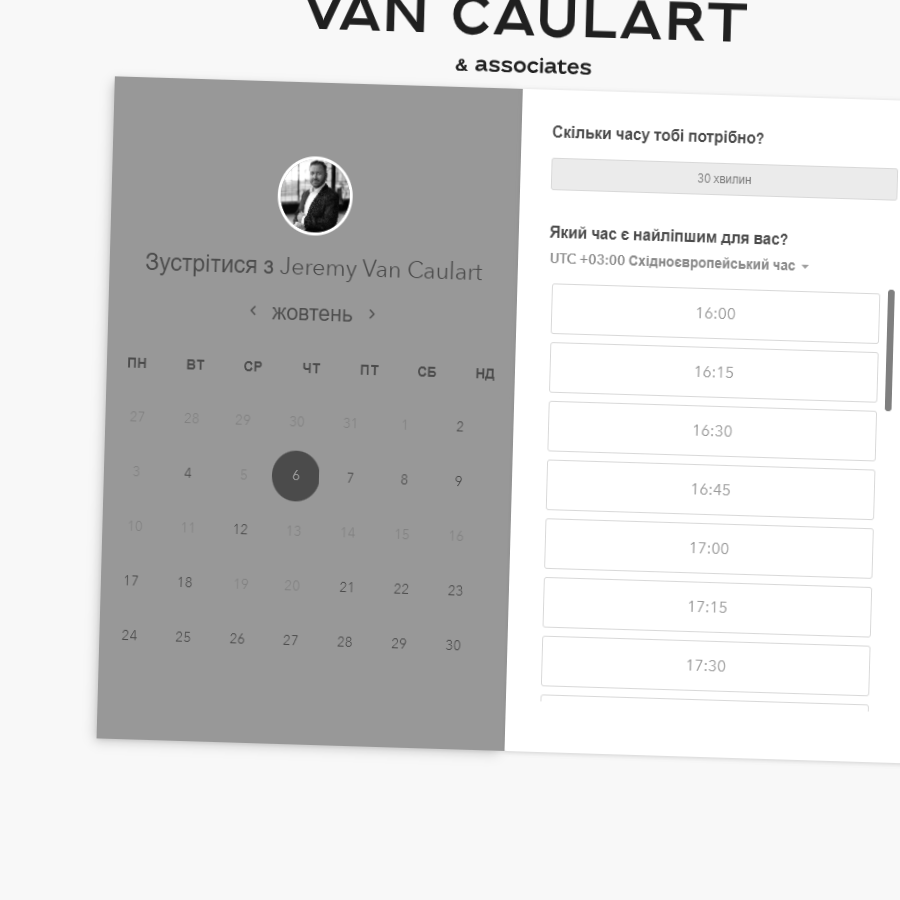 VAN CAULART
& associates
Зустрітися з Jeremy Van Caulart
‹ жовтень ›
ПН ВТ СР ЧТ ПТ СБ НД
27 28 29 30 31 1 2
3 4 5 6 7 8 9
10 11 12 13 14 15 16
17 18 19 20 21 22 23
24 25 26 27 28 29 30
Скільки часу тобі потрібно?
30 хвилин
Який час є найліпшим для вас?
UTC +03:00 Східноєвропейський час
16:00
16:15
16:30
16:45
17:00
17:15
17:30